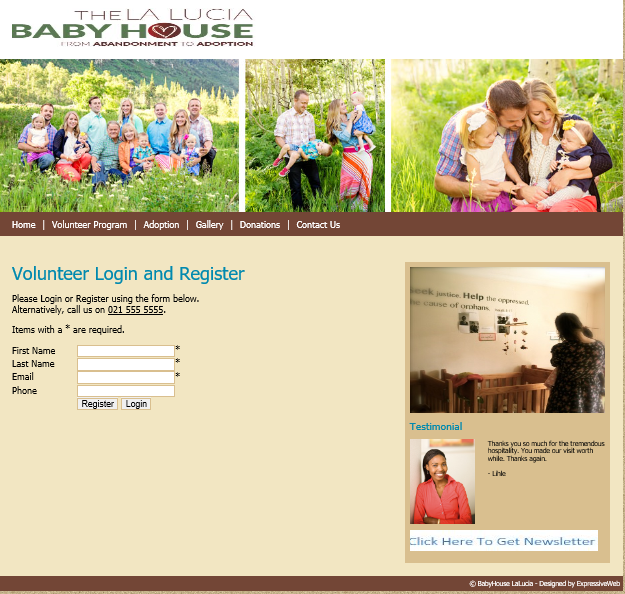 THE LA LUCIA
BABY HOUSE
FROM ABANDONMENT TO ADOPTION
Home | Volunteer Program | Adoption | Gallery | Donations | Contact Us
Volunteer Login and Register
Please Login or Register using the form below.
Alternatively, call us on 021 555 5555.
Items with a * are required.
First Name *
Last Name *
Email *
Phone
Register Login
Seek justice. Help the oppressed,
the cause of orphans.
Testimonial
Thanks you so much for the tremendous
hospitality. You made our visit worth
while. Thanks again.
- Lihle
Click Here To Get Newsletter
© BabyHouse LaLucia - Designed by ExpressiveWeb